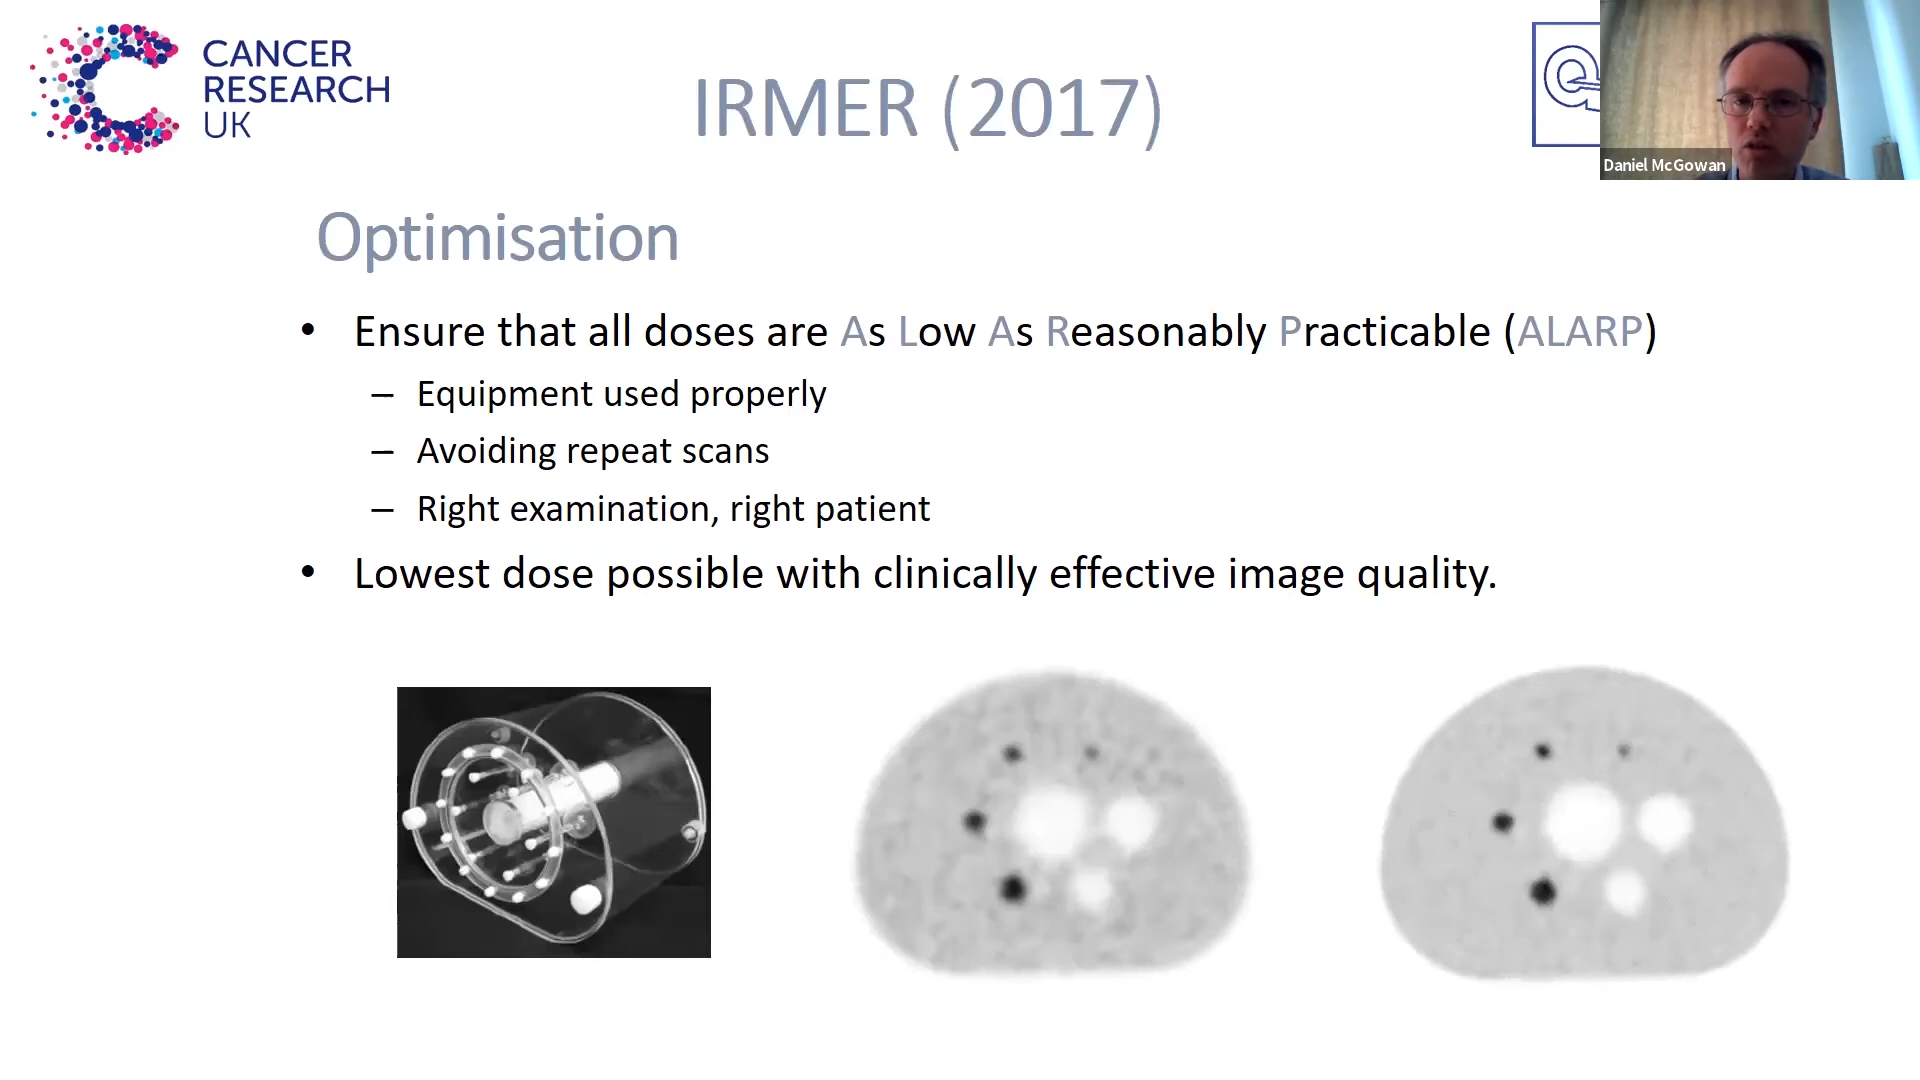 CANCER
RESEARCH
UK
IRMER (2017)
Daniel McGowan
Optimisation
• Ensure that all doses are As Low As Reasonably Practicable (ALARP)
– Equipment used properly
– Avoiding repeat scans
– Right examination, right patient
• Lowest dose possible with clinically effective image quality.